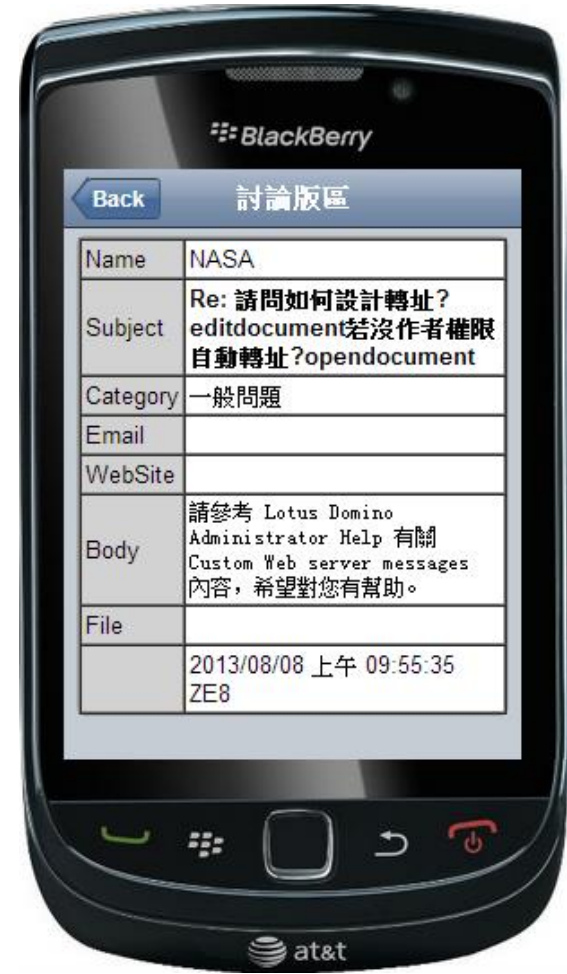 BlackBerry
Back
討論版區
Name
NASA
Subject
Re: 請問如何設計轉址?
editdocument若沒作者權限
自動轉址?opendocument
Category
一般問題
Email
WebSite
Body
請參考 Lotus Domino
Administrator Help 有關
Custom Web server messages
內容，希望對您有幫助。
File
2013/08/08 上午 09:55:35
ZE8
at&t